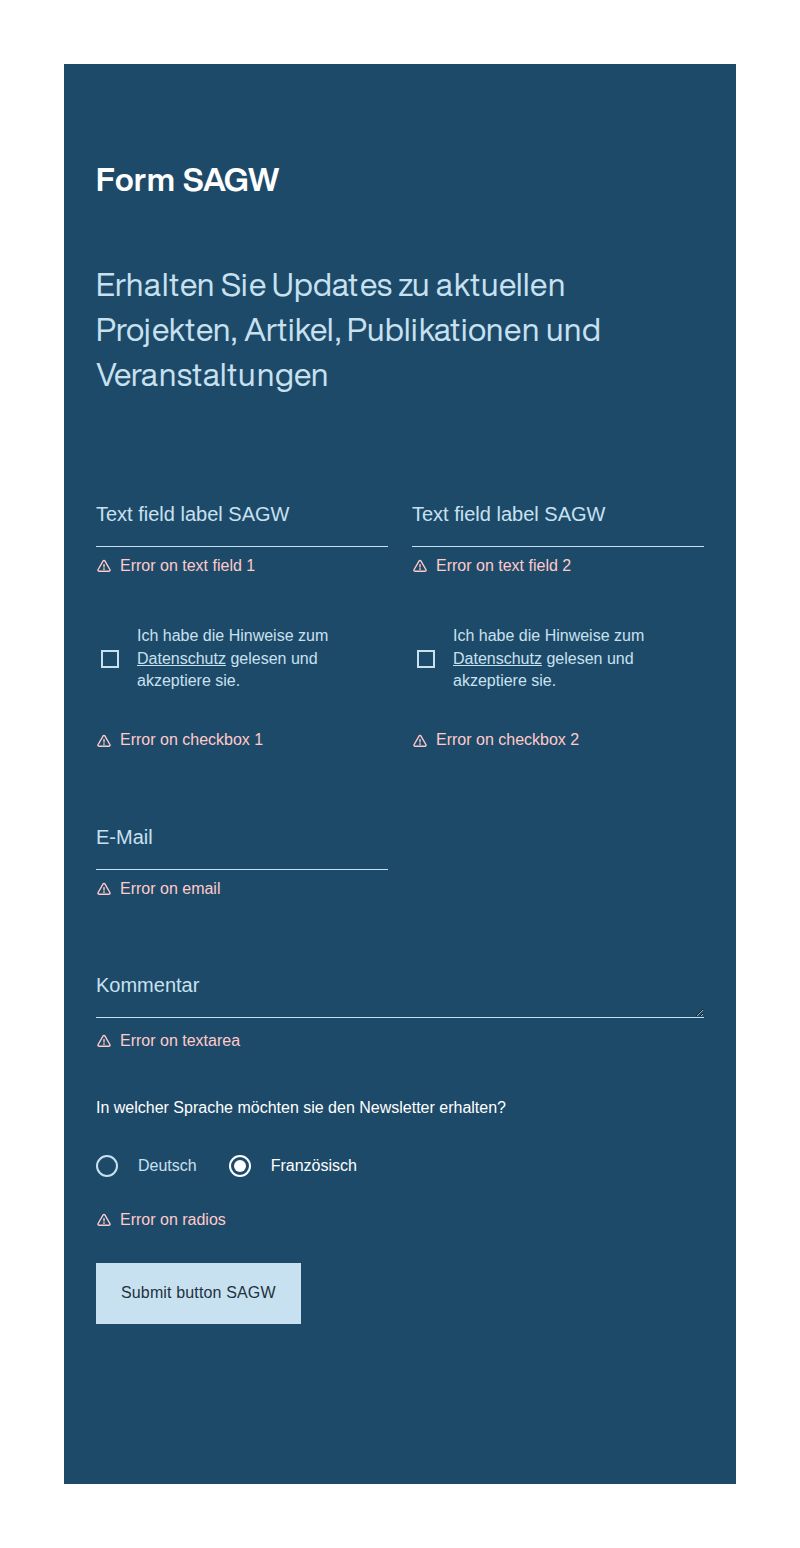 Form SAGW
Erhalten Sie Updates zu aktuellen
Projekten, Artikel, Publikationen und
Veranstaltungen
Text field label SAGW
Error on text field 1
Text field label SAGW
Error on text field 2
Ich habe die Hinweise zum
Datenschutz gelesen und
akzeptiere sie.
Error on checkbox 1
Ich habe die Hinweise zum
Datenschutz gelesen und
akzeptiere sie.
Error on checkbox 2
E-Mail
Error on email
Kommentar
Error on textarea
In welcher Sprache möchten sie den Newsletter erhalten?
Deutsch
Französisch
Error on radios
Submit button SAGW